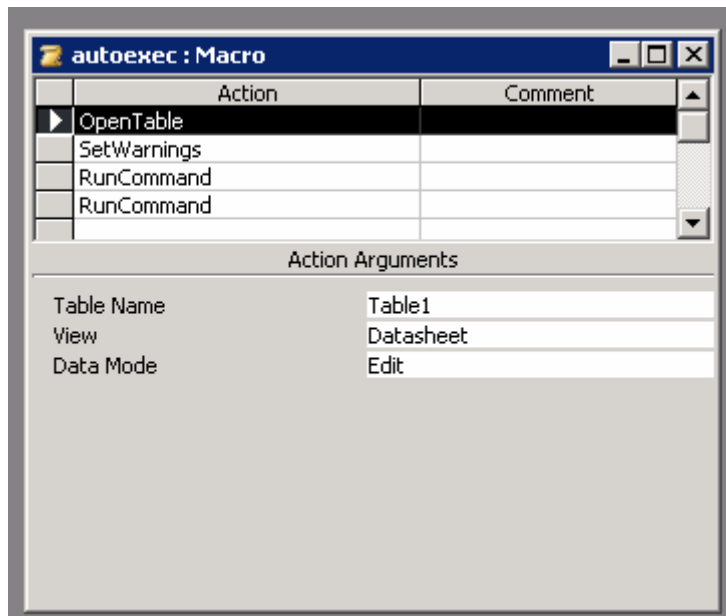 autoexec : Macro
Action Comment
OpenTable
SetWarnings
RunCommand
RunCommand
Action Arguments
Table Name Table1
View Datasheet
Data Mode Edit